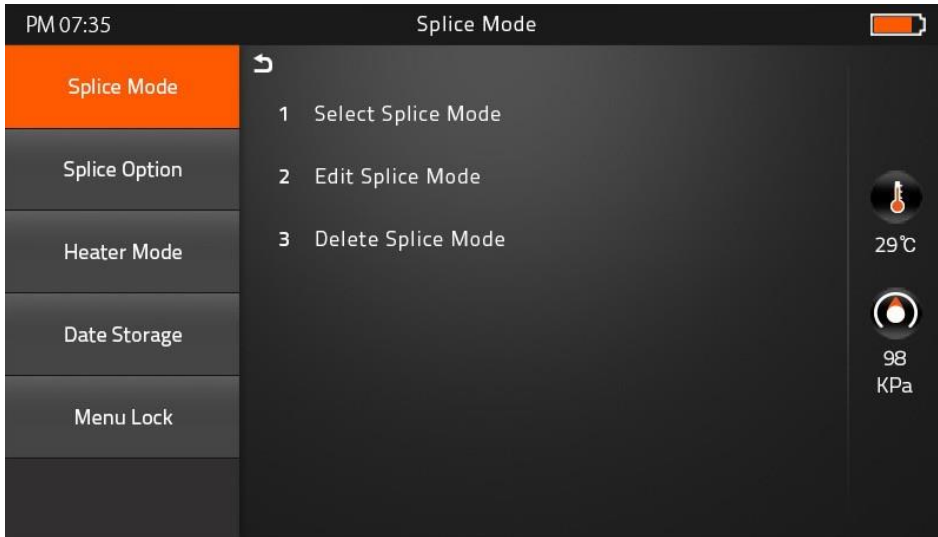 PM 07:35
Splice Mode
Splice Mode
Splice Option
Heater Mode
Date Storage
Menu Lock
1 Select Splice Mode
2 Edit Splice Mode
3 Delete Splice Mode
29℃
98
KPa